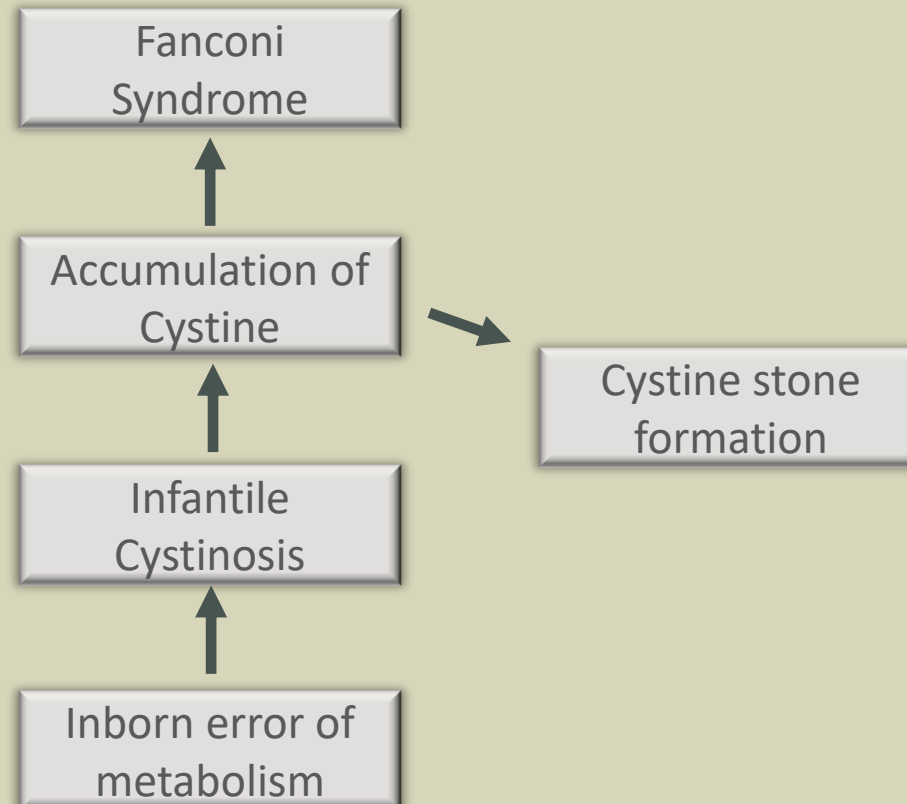 Fanconi
Syndrome
Accumulation of
Cystine
Cystine stone
formation
Infantile
Cystinosis
Inborn error of
metabolism